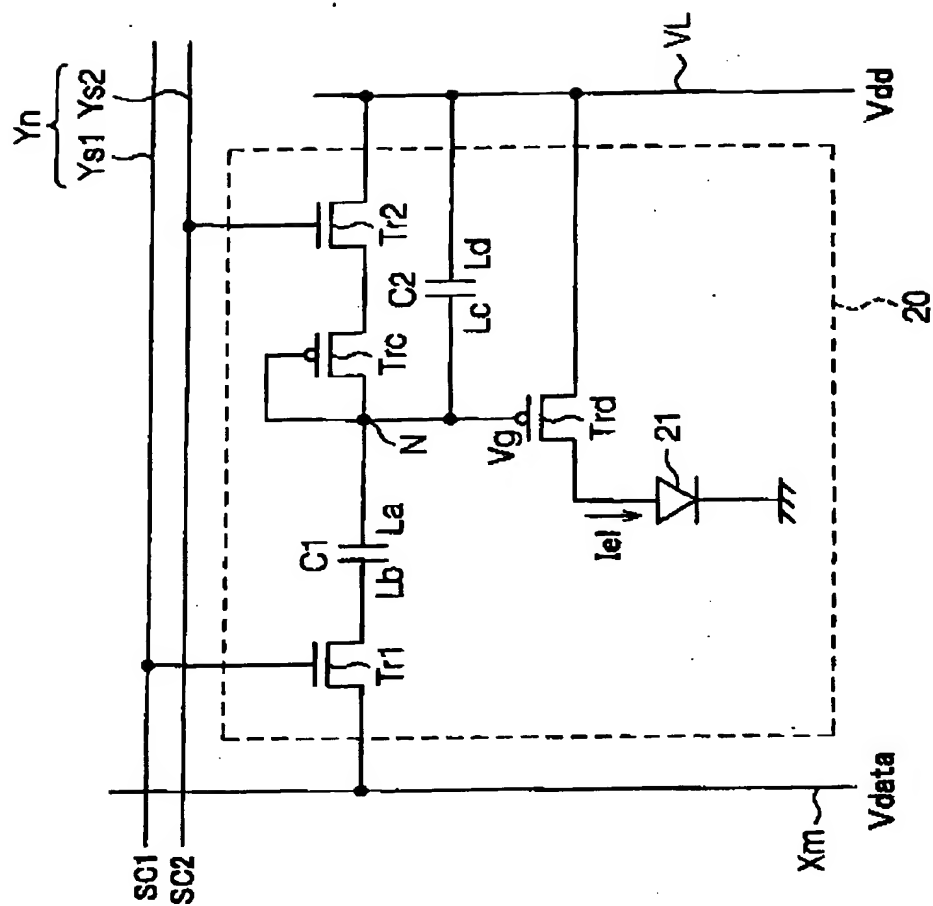 Yn
Ys1 Ys2
SC1
SC2
VL
Tr2
Trc
C2
Lc Ld
N
C1
Lb La
Tr1
Vg
Trd
21
Iel
20
Xm
Vdata
Vdd